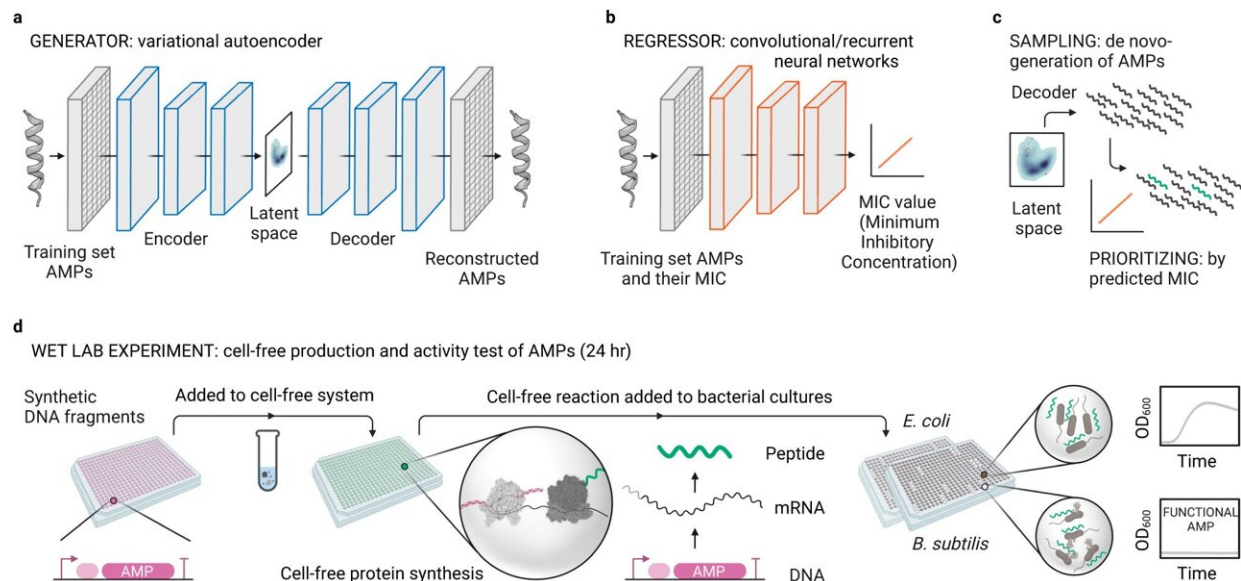 a
GENERATOR: variational autoencoder
Training set
AMPs
Encoder
Latent
space
Decoder
Reconstructed
AMPs
b
REGRESSOR: convolutional/recurrent
neural networks
Training set AMPs
and their MIC
MIC value
(Minimum
Inhibitory
Concentration)
c
SAMPLING: de novo-
generation of AMPs
Decoder
Latent
space
PRIORITIZING: by
predicted MIC
d
WET LAB EXPERIMENT: cell-free production and activity test of AMPs (24 hr)
Synthetic
DNA fragments
Added to cell-free system
Cell-free reaction added to bacterial cultures
AMP
Cell-free protein synthesis
Peptide
mRNA
AMP
DNA
E. coli
B. subtilis
OD600
Time
OD600
FUNCTIONAL
AMP
Time